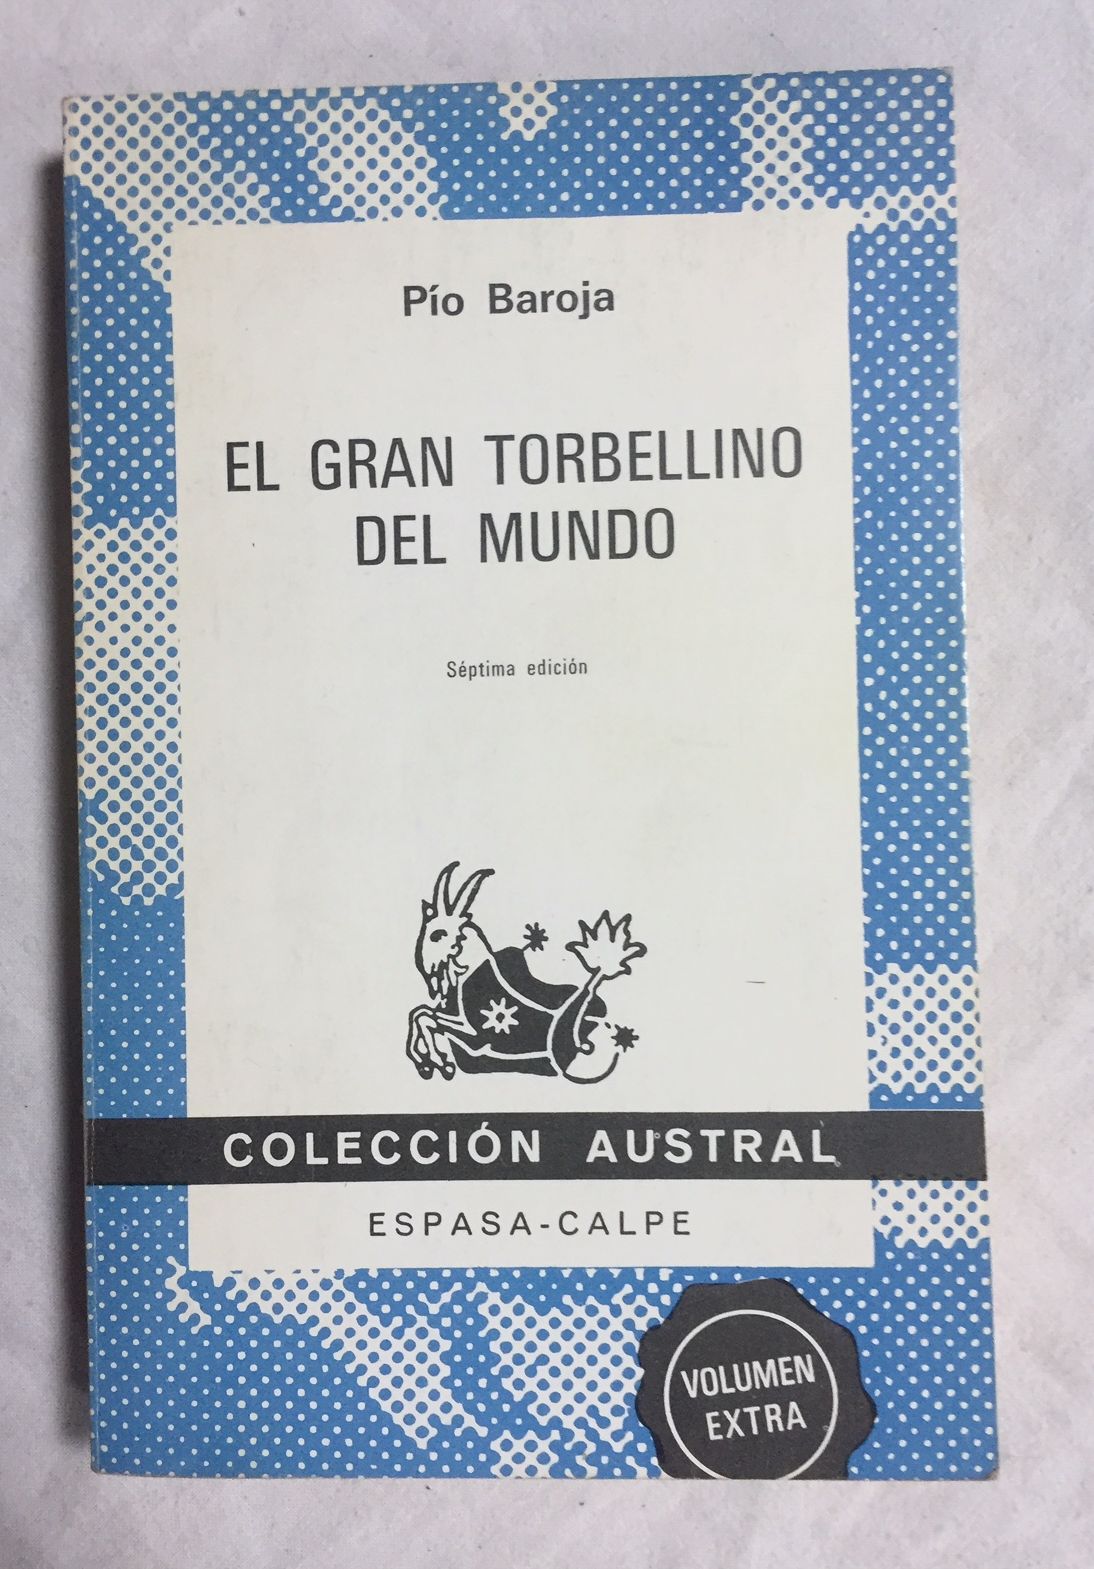 Pío Baroja
EL GRAN TORBELLINO
DEL MUNDO
Séptima edición
COLECCIÓN AUSTRAL
ESPASA-CALPE
VOLUMEN
EXTRA